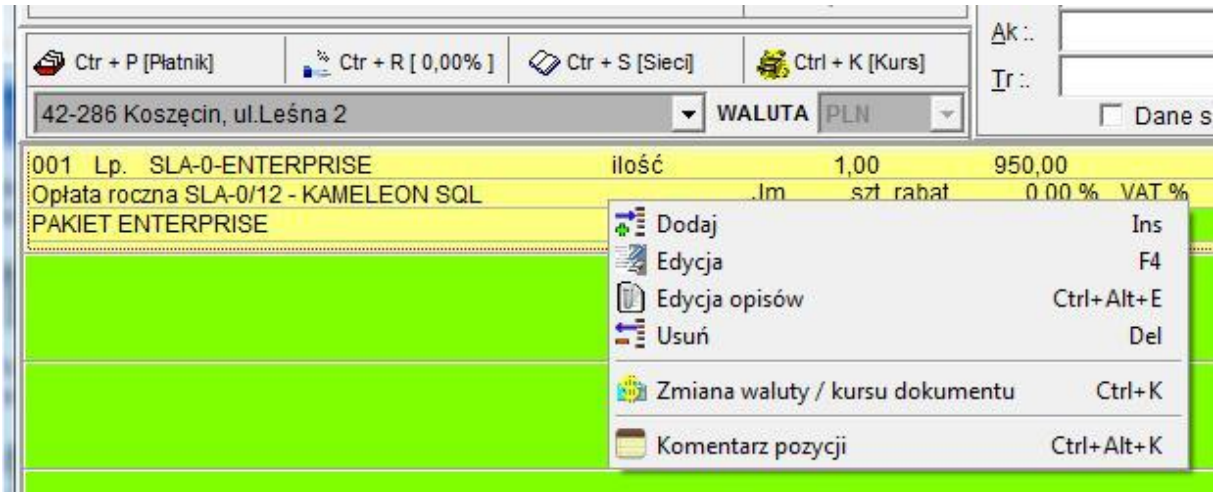 Ak :.
Ctr + P [Płatnik] % Ctr + R [ 0,00% ] Ctr + S [Sieci] Ctrl + K [Kurs]
Tr :.
42-286 Koszęcin, ul.Leśna 2 WALUTA PLN
Dane s
001 Lp. SLA-0-ENTERPRISE ilość 1,00 950,00
Opłata roczna SLA-0/12 - KAMELEON SQL Jm szt rabat 0,00 % VAT %
PAKIET ENTERPRISE
Dodaj Ins
Edycja F4
Edycja opisów Ctrl+Alt+E
Usuń Del
Zmiana waluty / kursu dokumentu Ctrl+K
Komentarz pozycji Ctrl+Alt+K